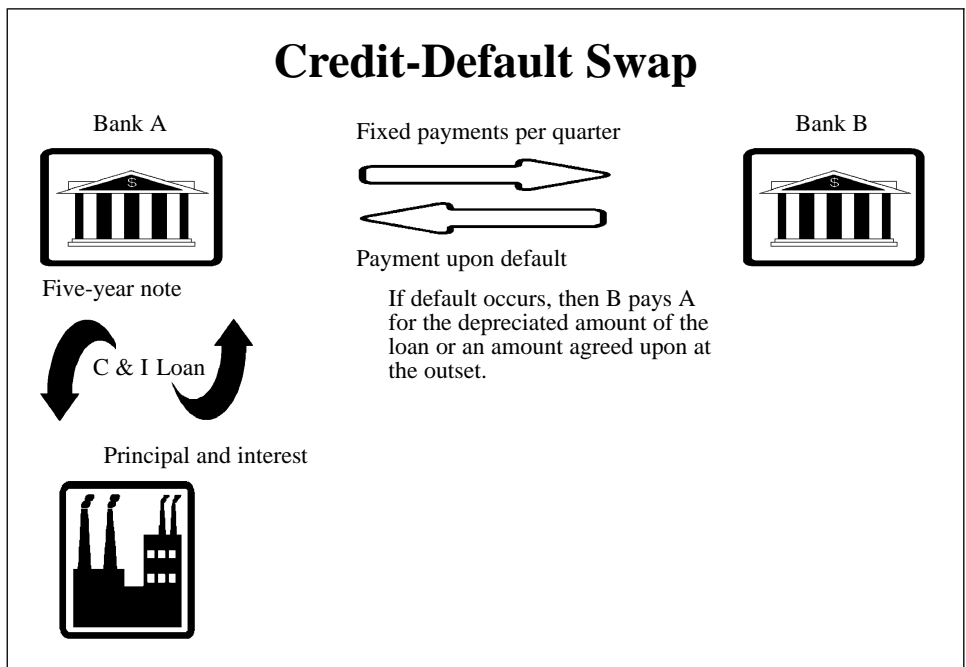 Credit-Default Swap
Bank A
Fixed payments per quarter
Bank B
$
$
Payment upon default
Five-year note
If default occurs, then B pays A
for the depreciated amount of the
loan or an amount agreed upon at
the outset.
C & I Loan
Principal and interest